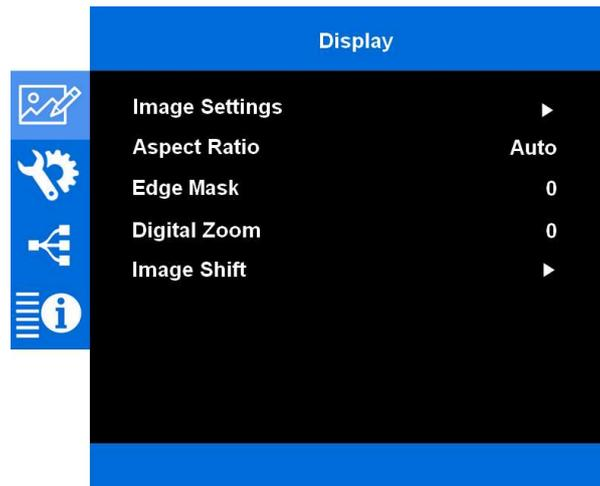 Display
Image Settings
Aspect Ratio Auto
Edge Mask 0
Digital Zoom 0
Image Shift